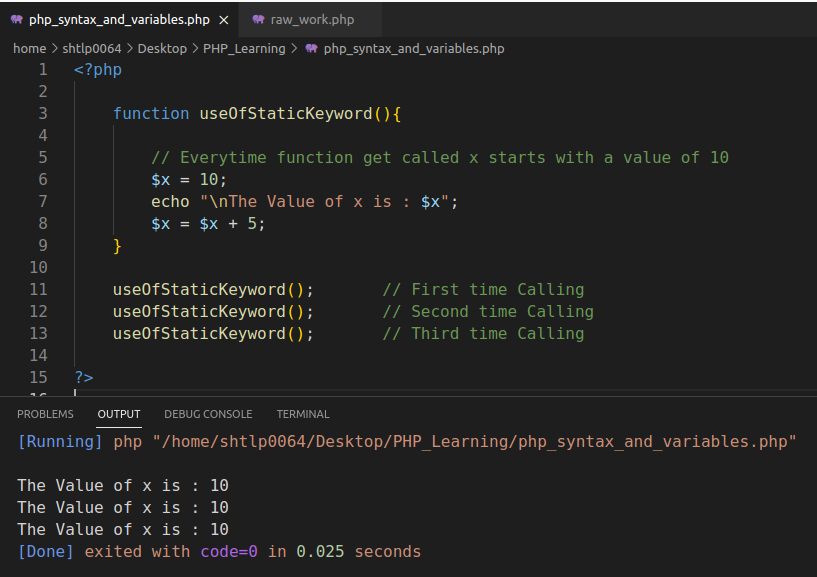 php_syntax_and_variables.php × raw_work.php
home > shtlp0064 > Desktop > PHP_Learning > php_syntax_and_variables.php
1 <?php
2
3 function useOfStaticKeyword(){
4
5 // Everytime function get called x starts with a value of 10
6 $x = 10;
7 echo "\nThe Value of x is : $x";
8 $x = $x + 5;
9 }
10
11 useOfStaticKeyword(); // First time Calling
12 useOfStaticKeyword(); // Second time Calling
13 useOfStaticKeyword(); // Third time Calling
14
15 ?>
16
PROBLEMS OUTPUT DEBUG CONSOLE TERMINAL
[Running] php "/home/shtlp0064/Desktop/PHP_Learning/php_syntax_and_variables.php"
The Value of x is : 10
The Value of x is : 10
The Value of x is : 10
[Done] exited with code=0 in 0.025 seconds